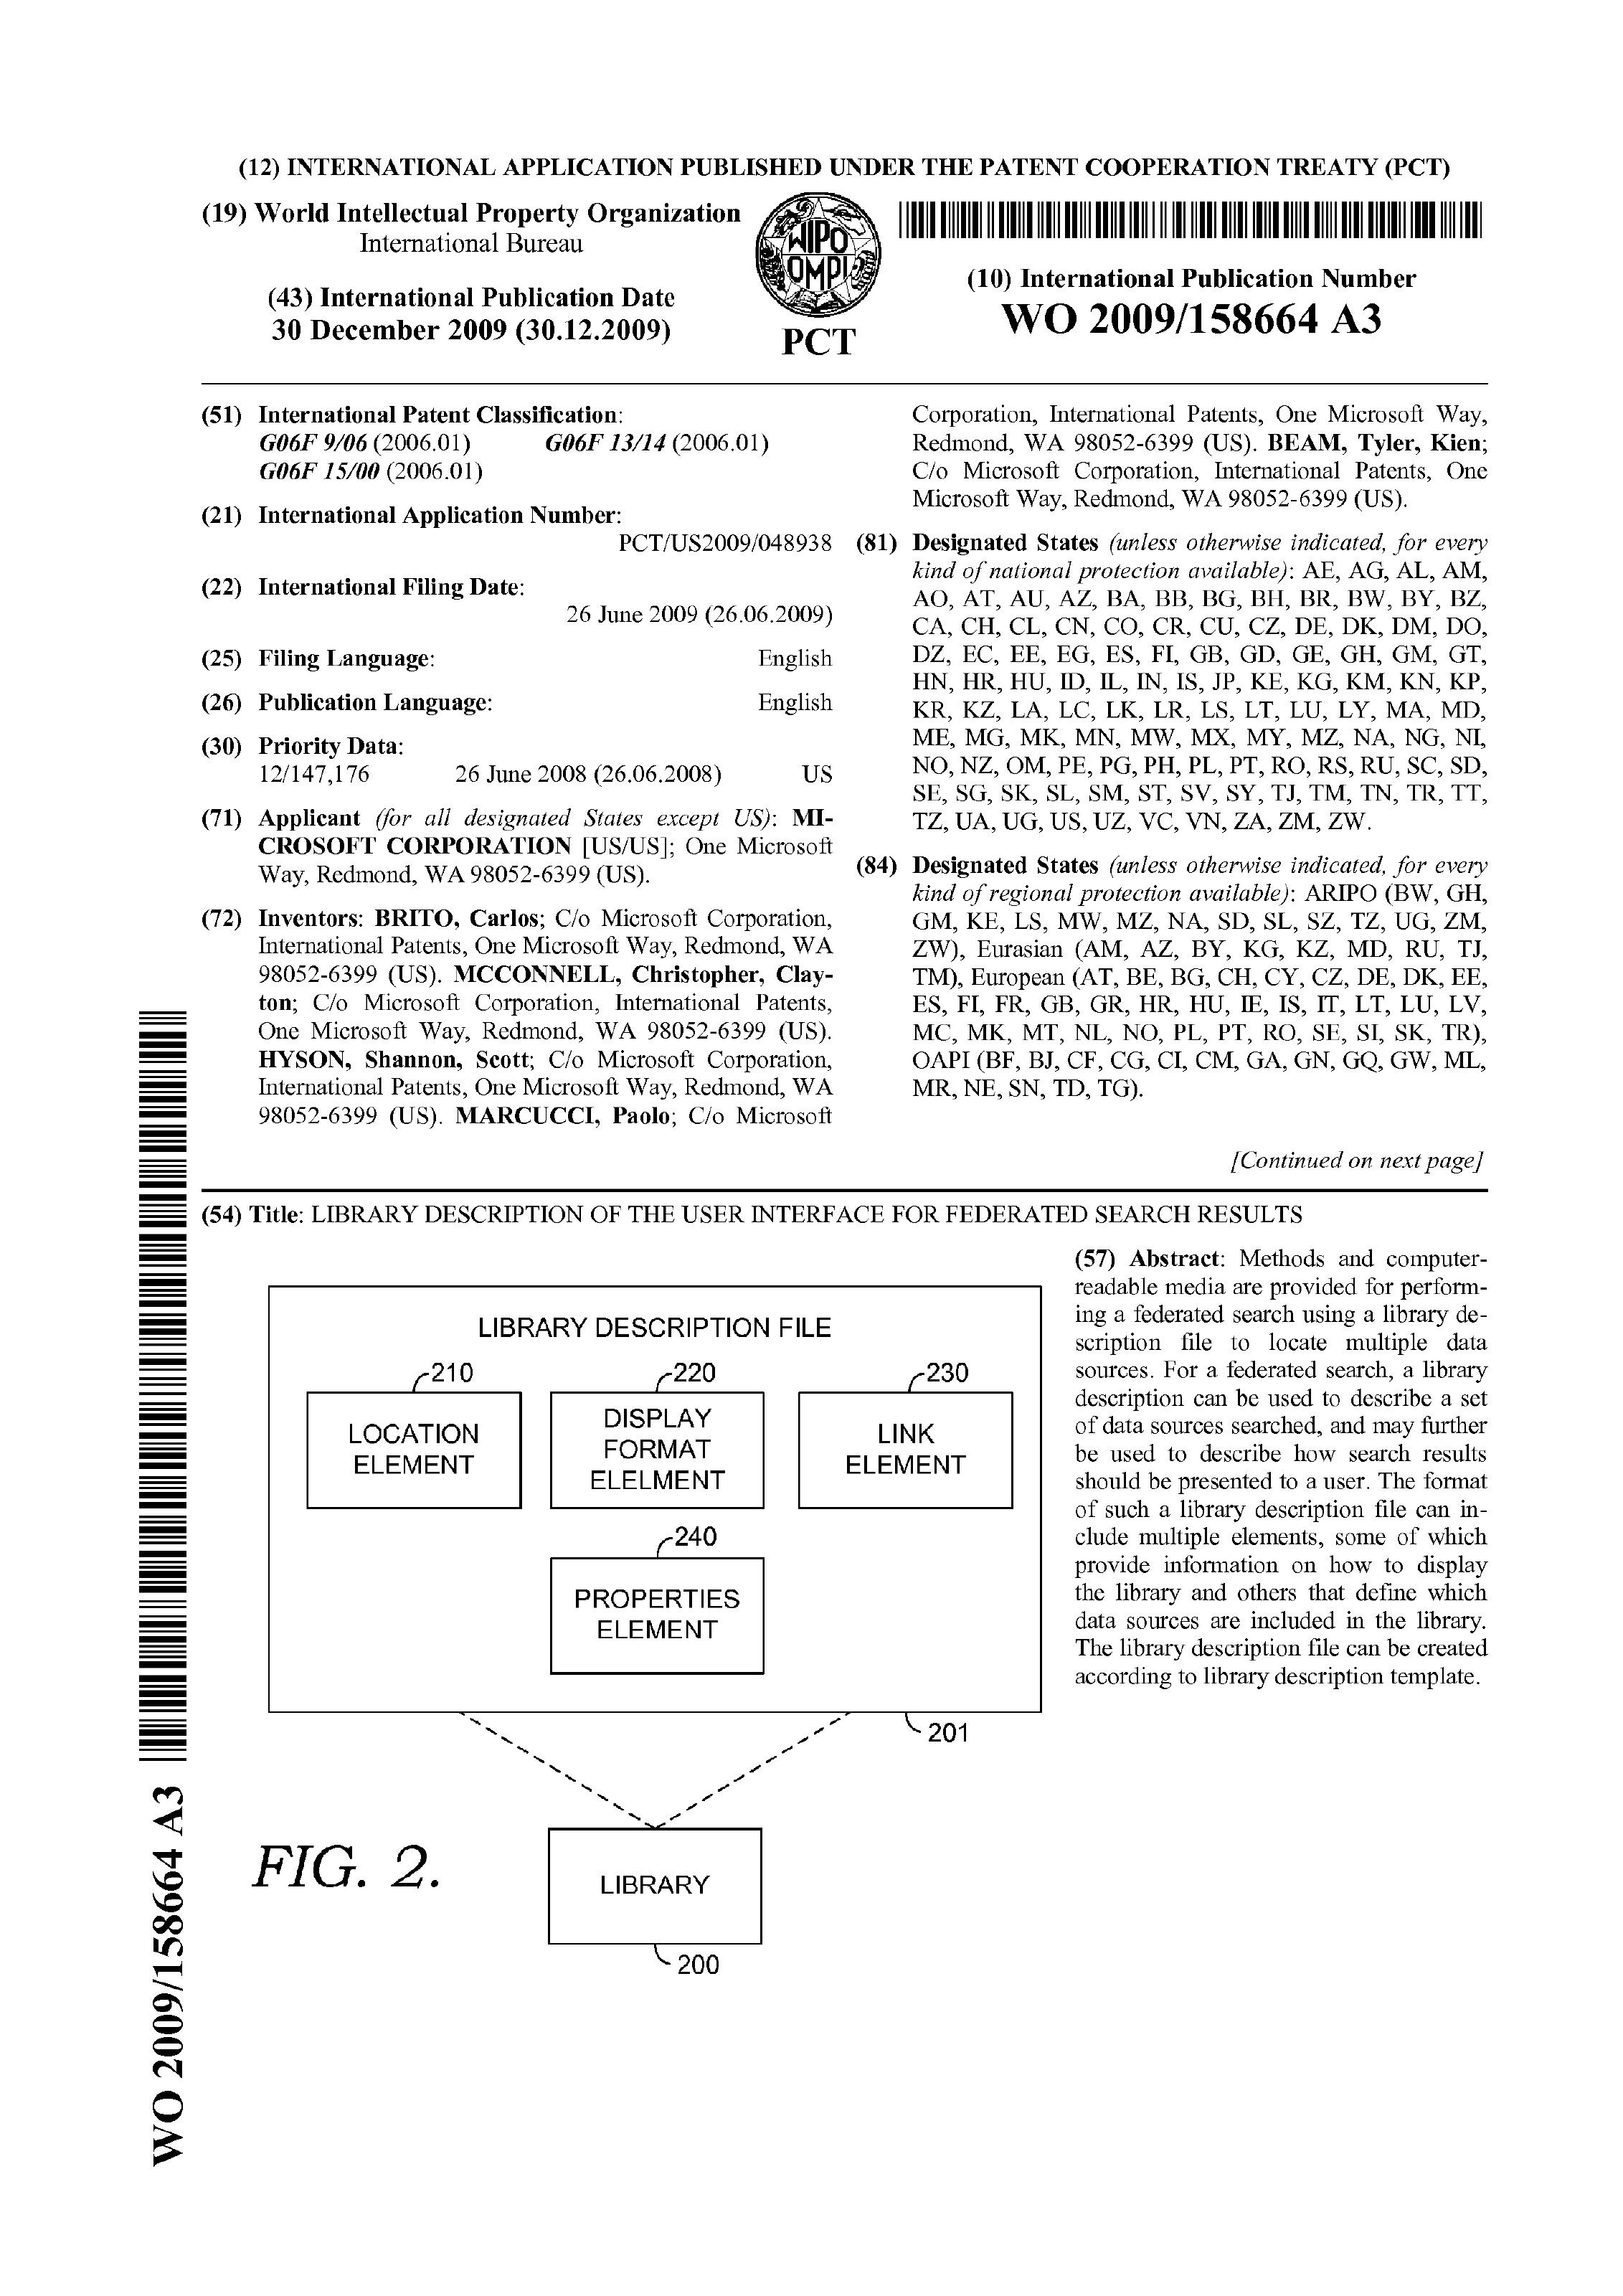 (12) INTERNATIONAL APPLICATION PUBLISHED UNDER THE PATENT COOPERATION TREATY (PCT)
(19) World Intellectual Property Organization
International Bureau
(43) International Publication Date
30 December 2009 (30.12.2009)
WIPO
OMPI
PCT
(10) International Publication Number
WO 2009/158664 A3
(51) International Patent Classification:
G06F 9/06 (2006.01) G06F 13/14 (2006.01)
G06F 15/00 (2006.01)
(21) International Application Number:
PCT/US2009/048938
(22) International Filing Date:
26 June 2009 (26.06.2009)
(25) Filing Language: English
(26) Publication Language: English
(30) Priority Data:
12/147,176 26 June 2008 (26.06.2008) US
(71) Applicant (for all designated States except US): MI-
CROSOFT CORPORATION [US/US]; One Microsoft
Way, Redmond, WA 98052-6399 (US).
(72) Inventors: BRITO, Carlos; C/o Microsoft Corporation,
International Patents, One Microsoft Way, Redmond, WA
98052-6399 (US). MCCONNELL, Christopher, Clay-
ton; C/o Microsoft Corporation, International Patents,
One Microsoft Way, Redmond, WA 98052-6399 (US).
HYSON, Shannon, Scott; C/o Microsoft Corporation,
International Patents, One Microsoft Way, Redmond, WA
98052-6399 (US). MARCUCCI, Paolo; C/o Microsoft
Corporation, International Patents, One Microsoft Way,
Redmond, WA 98052-6399 (US). BEAM, Tyler, Kien;
C/o Microsoft Corporation, International Patents, One
Microsoft Way, Redmond, WA 98052-6399 (US).
(81) Designated States (unless otherwise indicated, for every
kind of national protection available): AE, AG, AL, AM,
AO, AT, AU, AZ, BA, BB, BG, BH, BR, BW, BY, BZ,
CA, CH, CL, CN, CO, CR, CU, CZ, DE, DK, DM, DO,
DZ, EC, EE, EG, ES, FI, GB, GD, GE, GH, GM, GT,
HN, HR, HU, ID, IL, IN, IS, JP, KE, KG, KM, KN, KP,
KR, KZ, LA, LC, LK, LR, LS, LT, LU, LY, MA, MD,
ME, MG, MK, MN, MW, MX, MY, MZ, NA, NG, NI,
NO, NZ, OM, PE, PG, PH, PL, PT, RO, RS, RU, SC, SD,
SE, SG, SK, SL, SM, ST, SV, SY, TJ, TM, TN, TR, TT,
TZ, UA, UG, US, UZ, VC, VN, ZA, ZM, ZW.
(84) Designated States (unless otherwise indicated, for every
kind of regional protection available): ARIPO (BW, GH,
GM, KE, LS, MW, MZ, NA, SD, SL, SZ, TZ, UG, ZM,
ZW), Eurasian (AM, AZ, BY, KG, KZ, MD, RU, TJ,
TM), European (AT, BE, BG, CH, CY, CZ, DE, DK, EE,
ES, FI, FR, GB, GR, HR, HU, IE, IS, IT, LT, LU, LV,
MC, MK, MT, NL, NO, PL, PT, RO, SE, SI, SK, TR),
OAPI (BF, BJ, CF, CG, CI, CM, GA, GN, GQ, GW, ML,
MR, NE, SN, TD, TG).
[Continued on next page]
(54) Title: LIBRARY DESCRIPTION OF THE USER INTERFACE FOR FEDERATED SEARCH RESULTS
LIBRARY DESCRIPTION FILE
210
LOCATION
ELEMENT
220
DISPLAY
FORMAT
ELELMENT
230
LINK
ELEMENT
240
PROPERTIES
ELEMENT
201
LIBRARY
200
FIG. 2.
(57) Abstract: Methods and computer-
readable media are provided for perform-
ing a federated search using a library de-
scription file to locate multiple data
sources. For a federated search, a library
description can be used to describe a set
of data sources searched, and may further
be used to describe how search results
should be presented to a user. The format
of such a library description file can in-
clude multiple elements, some of which
provide information on how to display
the library and others that define which
data sources are included in the library.
The library description file can be created
according to library description template.
WO 2009/158664 A3